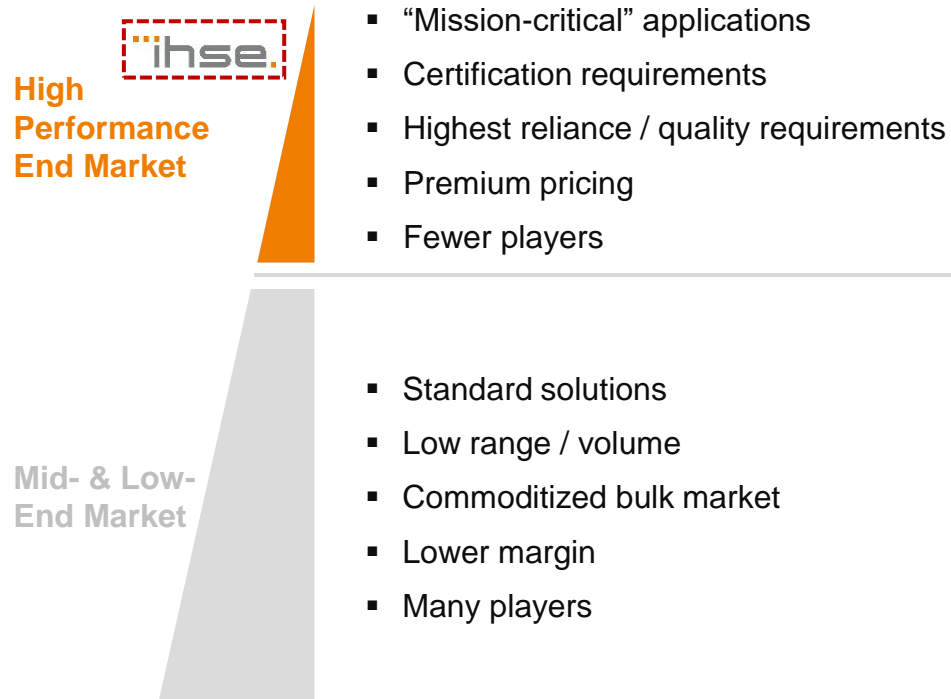 ihse.
High
Performance
End Market
▪ “Mission-critical” applications
▪ Certification requirements
▪ Highest reliance / quality requirements
▪ Premium pricing
▪ Fewer players
Mid- & Low-
End Market
▪ Standard solutions
▪ Low range / volume
▪ Commoditized bulk market
▪ Lower margin
▪ Many players